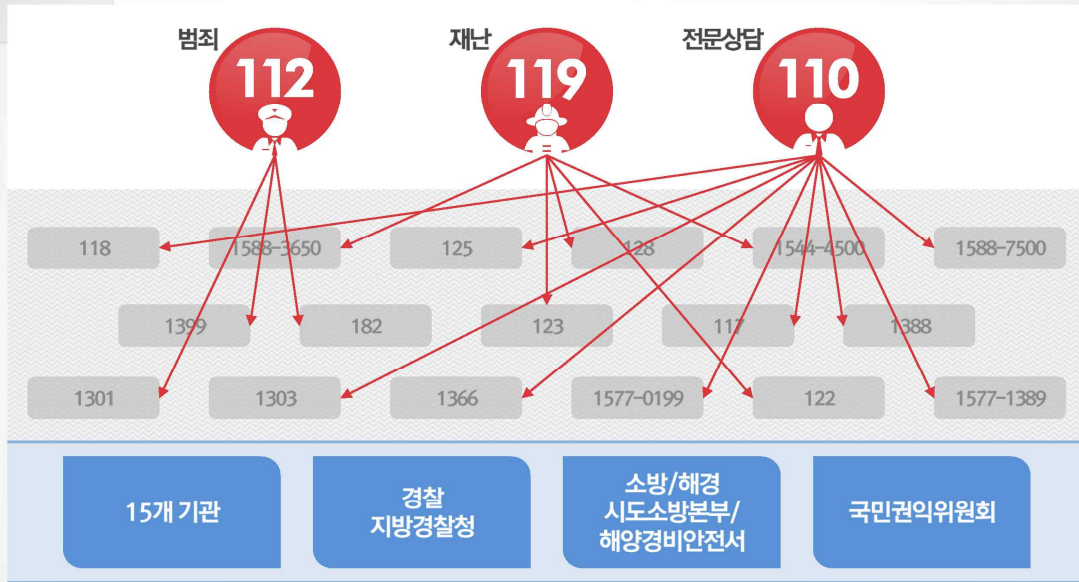 범죄
재난
전문상담
112
119
110
118
1588-3650
125
128
1544-4500
1588-7500
1399
182
123
117
1388
1301
1303
1366
1577-0199
122
1577-1389
15개 기관
경찰
지방경찰청
소방/해경
시도소방본부/
해양경비안전서
국민권익위원회